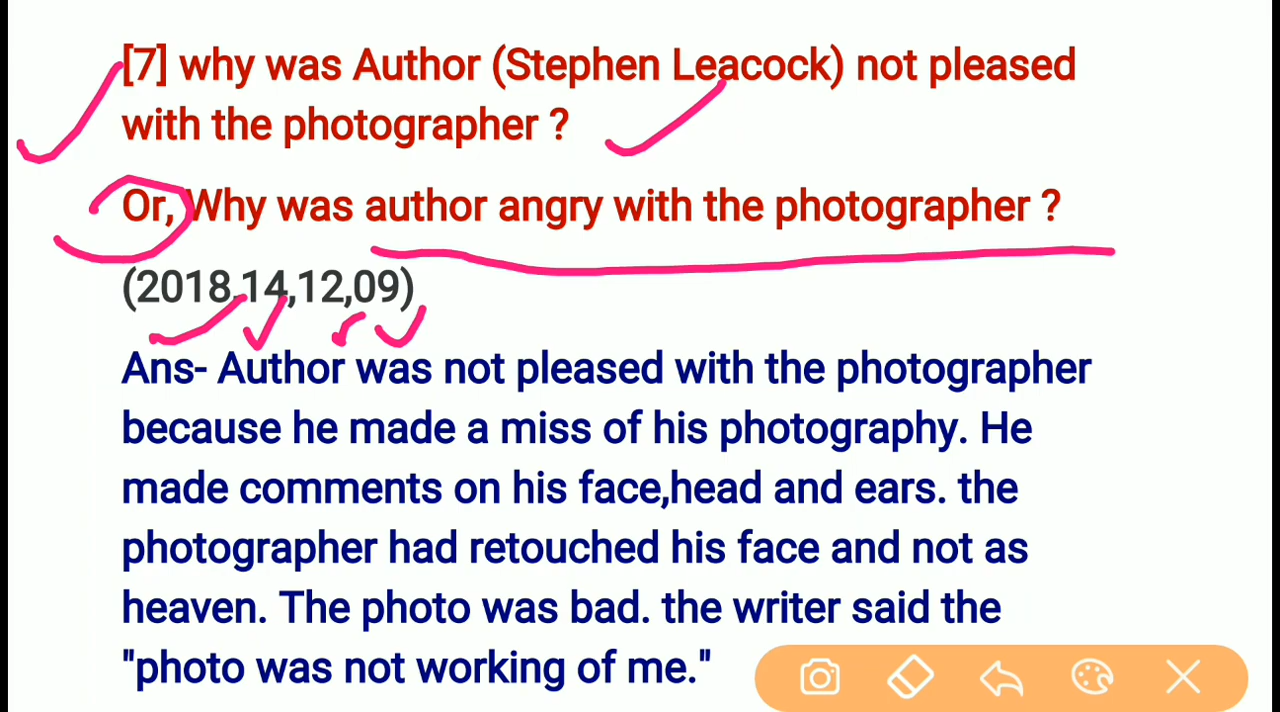 [7] why was Author (Stephen Leacock) not pleased
with the photographer ?
Or, Why was author angry with the photographer ?
(2018,14,12,09)
Ans- Author was not pleased with the photographer
because he made a miss of his photography. He
made comments on his face,head and ears. the
photographer had retouched his face and not as
heaven. The photo was bad. the writer said the
"photo was not working of me."